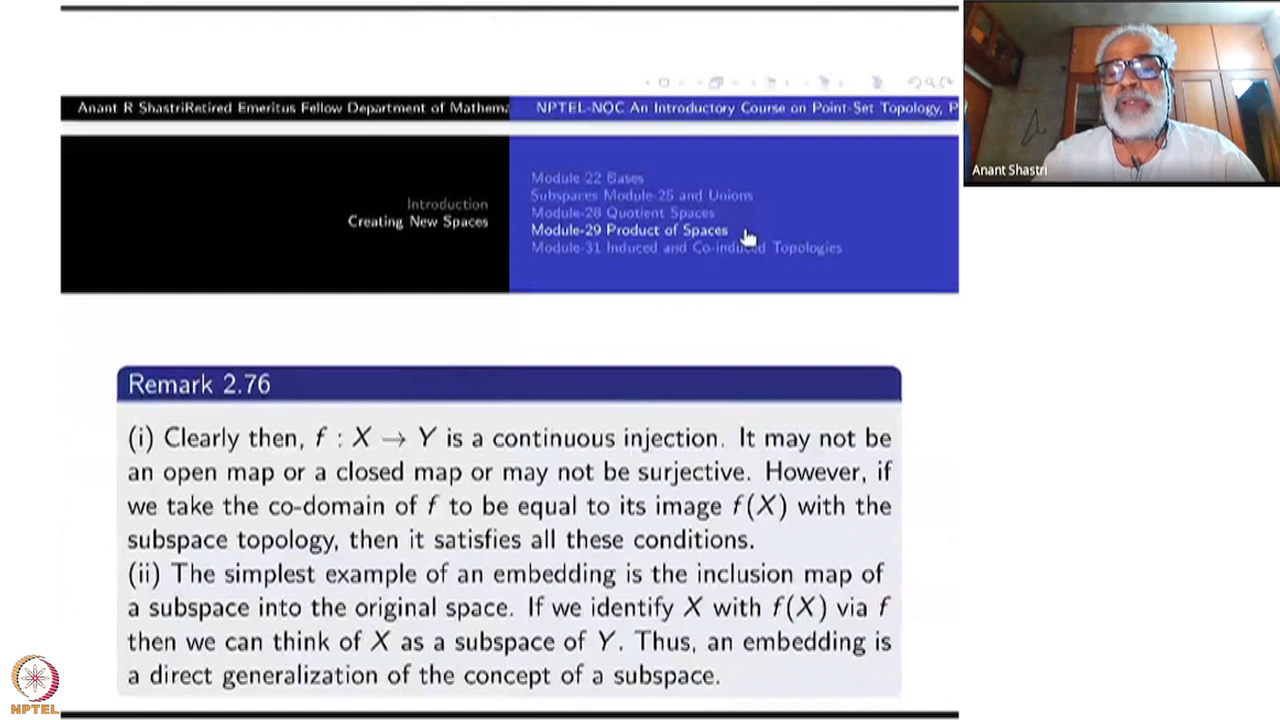 Anant R ShastriRetired Emeritus Fellow Department of Mathema
NPTEL-NOC An Introductory Course on Point-Set Topology, P
Introduction
Creating New Spaces
Module-22 Bases
Subspaces Module-25 and Unions
Module-28 Quotient Spaces
Module-29 Product of Spaces
Module-31 Induced and Co-induced Topologies
Anant Shastri
Remark 2.76
(i) Clearly then, f : X → Y is a continuous injection. It may not be
an open map or a closed map or may not be surjective. However, if
we take the co-domain of f to be equal to its image f(X) with the
subspace topology, then it satisfies all these conditions.
(ii) The simplest example of an embedding is the inclusion map of
a subspace into the original space. If we identify X with f(X) via f
then we can think of X as a subspace of Y. Thus, an embedding is
a direct generalization of the concept of a subspace.
NPTEL